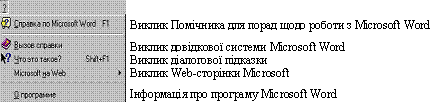 ?
Справка по Microsoft Word F1 Виклик Помічника для порад щодо роботи з Microsoft Word
Вызов справки Виклик довідкової системи Microsoft Word
Что это такое? Shift+F1 Виклик діалогової підказки
Microsoft на Web Виклик Web-сторінки Microsoft
О программе Інформація про програму Microsoft Word